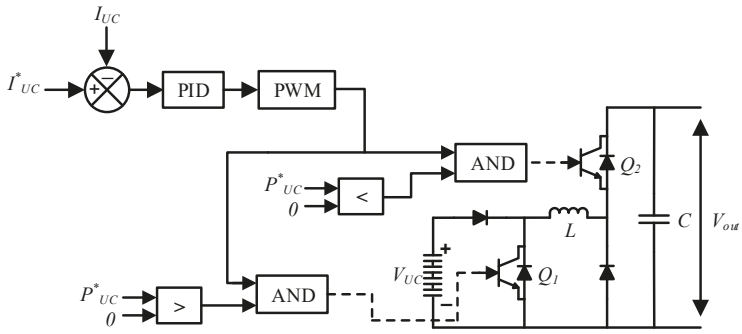 I_UC
I*_UC
+
−
PID
PWM
AND
Q_2
P*_UC
0
<
+
L
C
V_out
V_UC
Q_1
−
P*_UC
0
>
AND